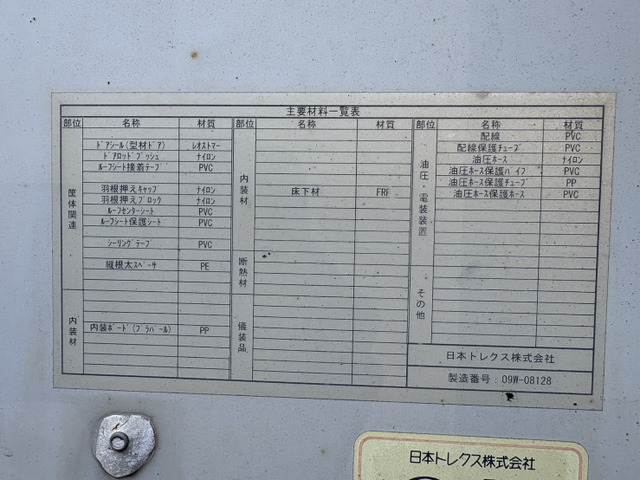 主要材料一覧表
部位 名称 材質 部位 名称 材質 部位 名称 材質
筐体関連
ﾄﾞｱｼｰﾙ(型材ﾄﾞｱ) ﾚｵｽﾄﾏｰ
ﾄﾞｱﾛｯﾄﾞﾌﾞｯｼｭ ﾅｲﾛﾝ
ﾙｰﾌｼｰﾄ接着ﾃｰﾌﾟ PVC
羽根押えｷｬｯﾌﾟ ﾅｲﾛﾝ
羽根押えﾌﾞﾛｯｸ ﾅｲﾛﾝ
ﾙｰﾌｾﾝﾀｰｼｰﾄ PVC
ﾙｰﾌｼｰﾄ保護ｼｰﾄ PVC
ｼｰﾘﾝｸﾞﾃｰﾌﾟ PVC
縦根太ｽﾍﾟｰｻ PE
内装材
内装ﾎﾞｰﾄﾞ(ﾌﾟﾗﾊﾟｰﾙ) PP
内装材
床下材 FRP
断熱材
儀装品
油圧・電装装置
配線 PVC
配線保護ﾁｭｰﾌﾞ PVC
油圧ﾎｰｽ ﾅｲﾛﾝ
油圧ﾎｰｽ保護ﾊﾟｲﾌﾟ PVC
油圧ﾎｰｽ保護ﾁｭｰﾌﾞ PP
油圧ﾎｰｽ保護ﾎｰｽ PVC
その他
日本トレクス株式会社
製造番号:09W-08128
日本トレクス株式会社